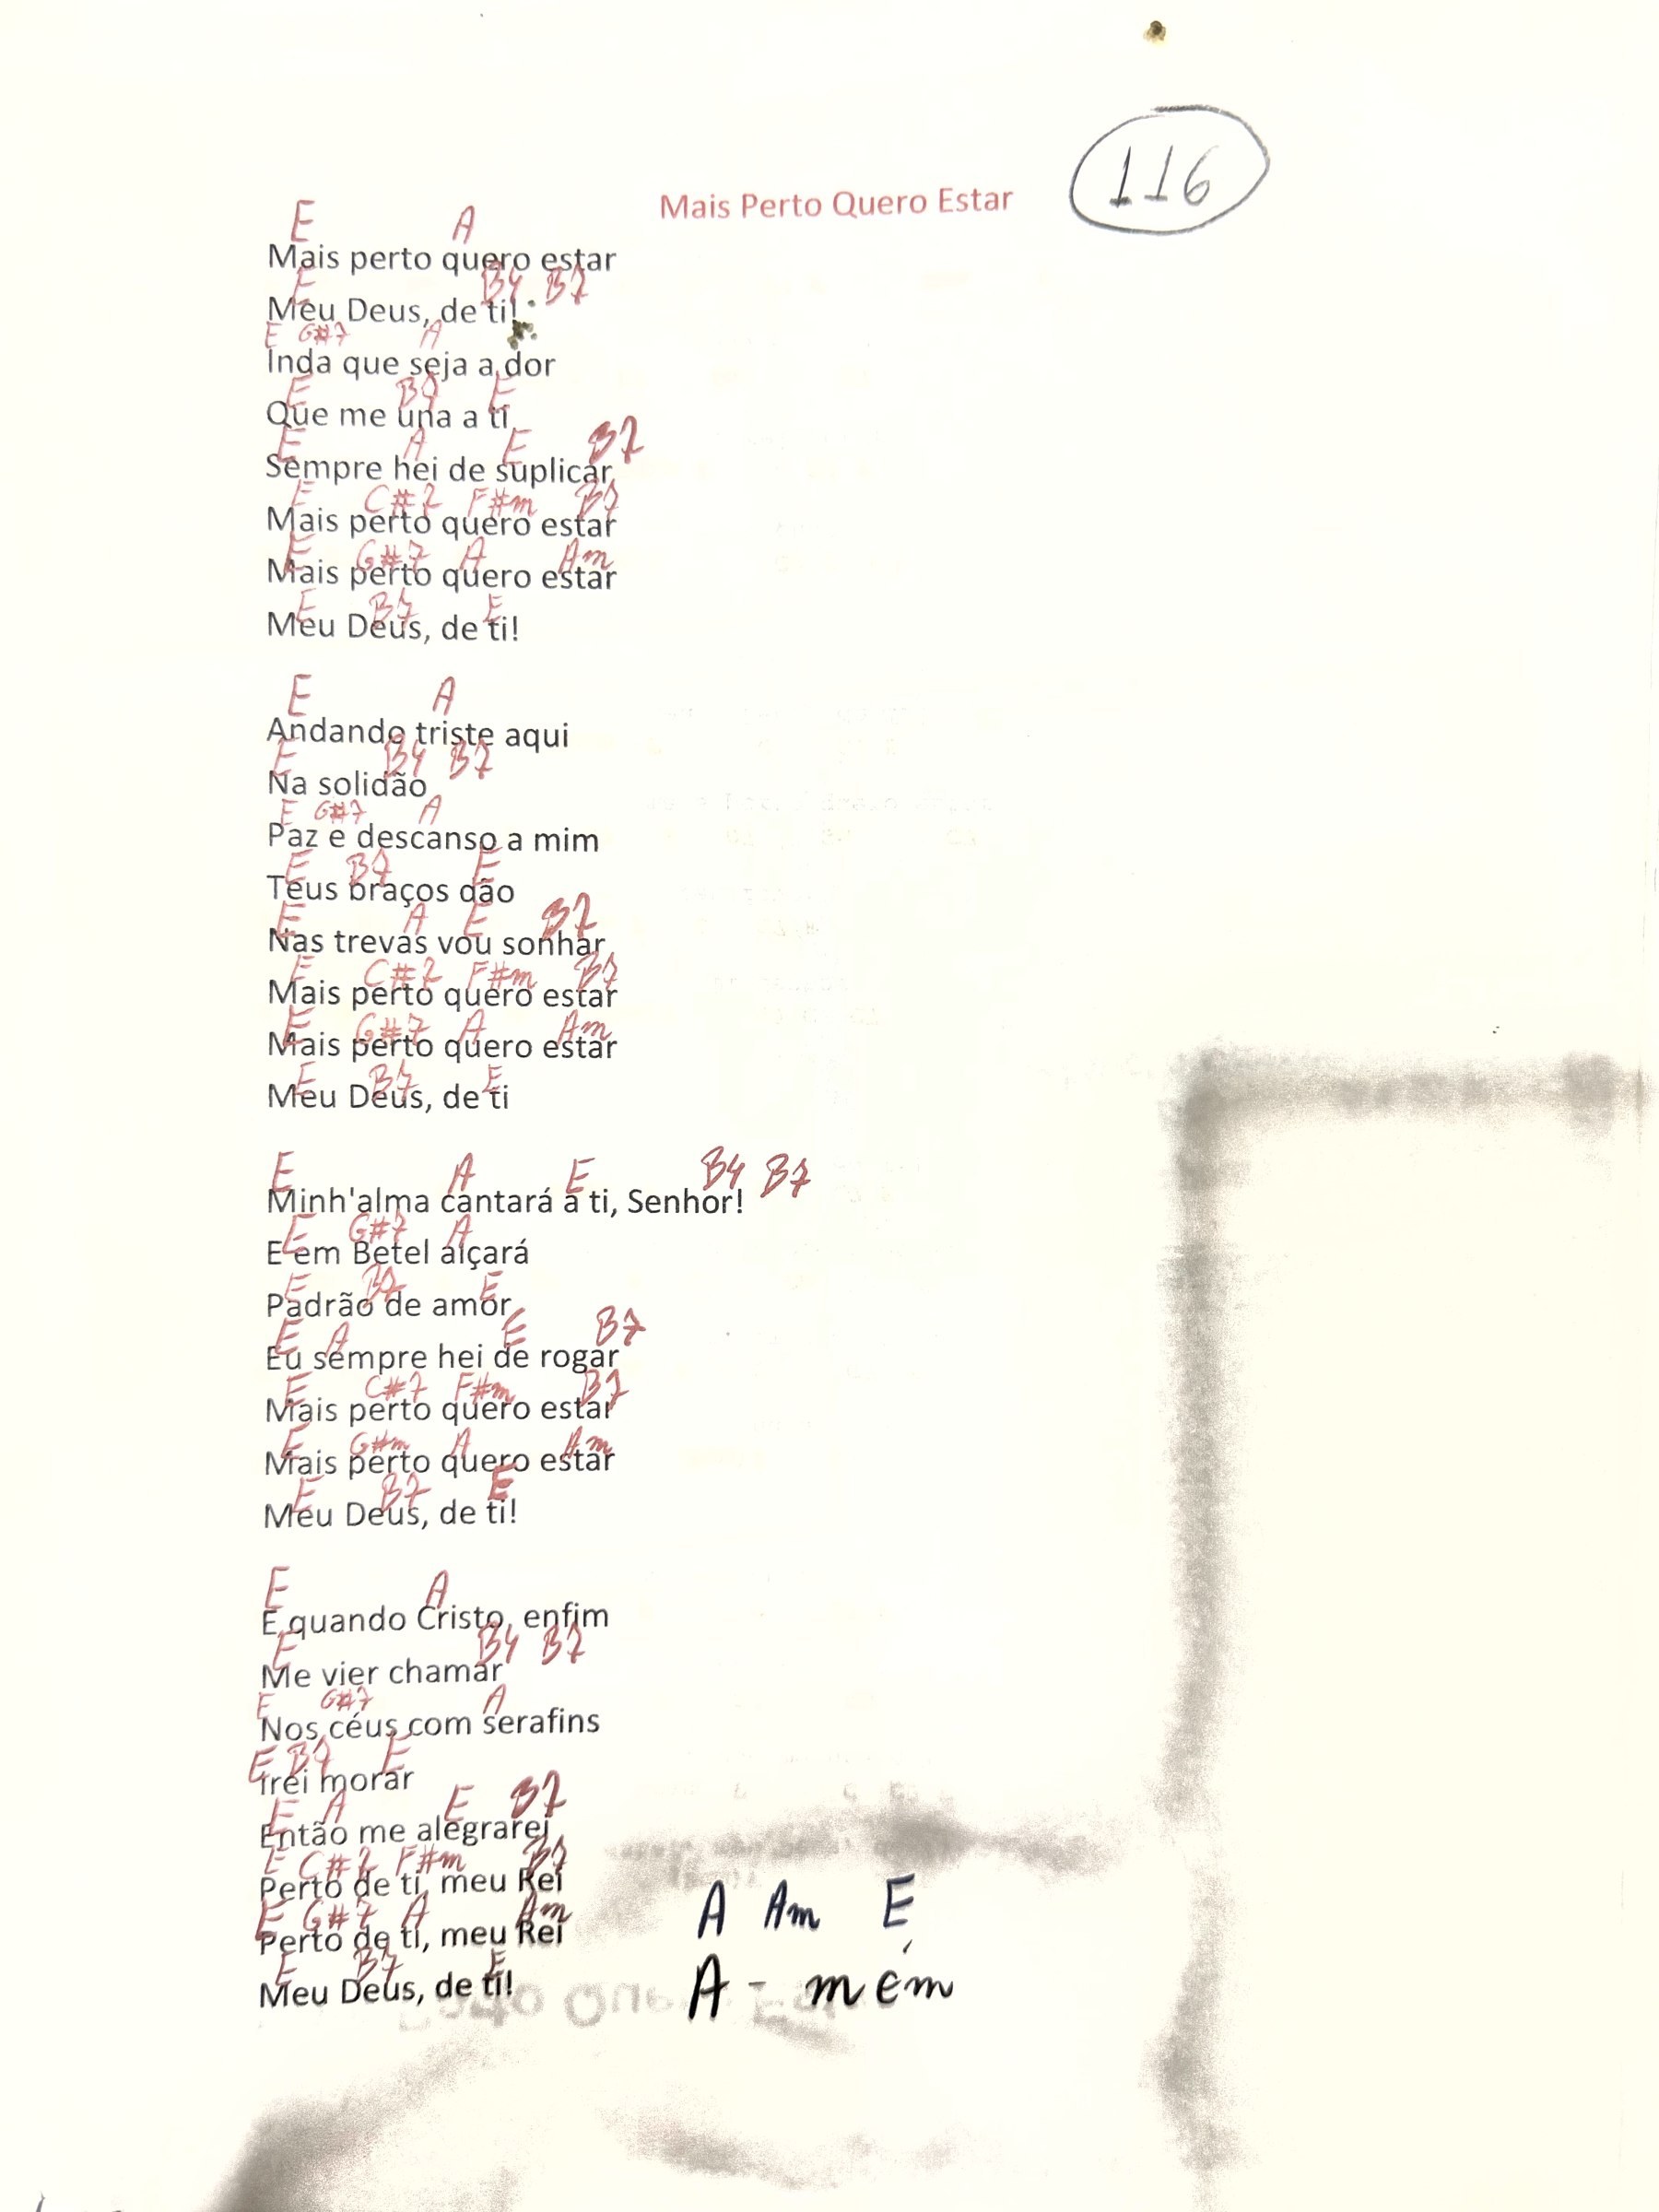 116
Mais Perto Quero Estar
E A
Mais perto quero estar
E B4 B7
Meu Deus, de ti!
E G#7 A
Inda que seja a dor
E B7 E
Que me una a ti,
E A E B7
Sempre hei de suplicar,
E C#7 F#m B7
Mais perto quero estar
E G#7 A Am
Mais perto quero estar
E B7 E
Meu Deus, de ti!
E A
Andando triste aqui
E B4 B7
Na solidão
E G#7 A
Paz e descanso a mim
E B7 E
Teus braços dão
E A E B7
Nas trevas vou sonhar,
E C#7 F#m B7
Mais perto quero estar
E G#7 A Am
Mais perto quero estar
E B7 E
Meu Deus, de ti
E A E B4 B7
Minh'alma cantará a ti, Senhor!
E G#7 A
E em Betel alçará
E B7 E
Padrão de amor,
E A E B7
Eu sempre hei de rogar
E C#7 F#m B7
Mais perto quero estar
E G#m A Am
Mais perto quero estar
E B7 E
Meu Deus, de ti!
E A
E quando Cristo, enfim
E B4 B7
Me vier chamar
E G#7 A
Nos céus, com serafins
E B7 E
Irei morar
E A E B7
Então me alegrarei
E C#7 F#m B7
Perto de ti, meu Rei
E G#7 A Am
Perto de ti, meu Rei
E B7 E
Meu Deus, de ti!
A Am E
A - mém